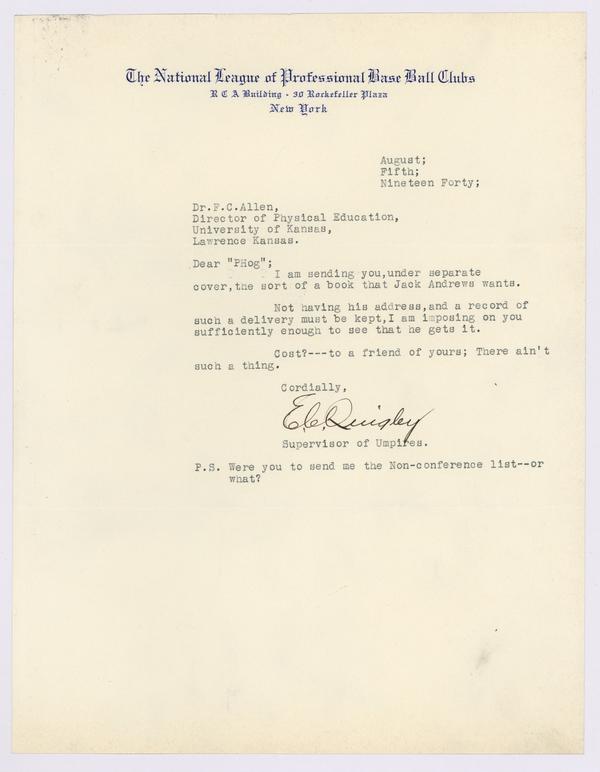 The National League of Professional Base Ball Clubs
R C A Building - 30 Rockefeller Plaza
New York
August;
Fifth;
Nineteen Forty;
Dr.F.C.Allen,
Director of Physical Education,
University of Kansas,
Lawrence Kansas.
Dear "PHog";
I am sending you,under separate
cover,the sort of a book that Jack Andrews wants.
Not having his address,and a record of
such a delivery must be kept,I am imposing on you
sufficiently enough to see that he gets it.
Cost?---to a friend of yours; There ain't
such a thing.
Cordially,
E.C.Quigley
Supervisor of Umpires.
P.S. Were you to send me the Non-conference list--or
what?